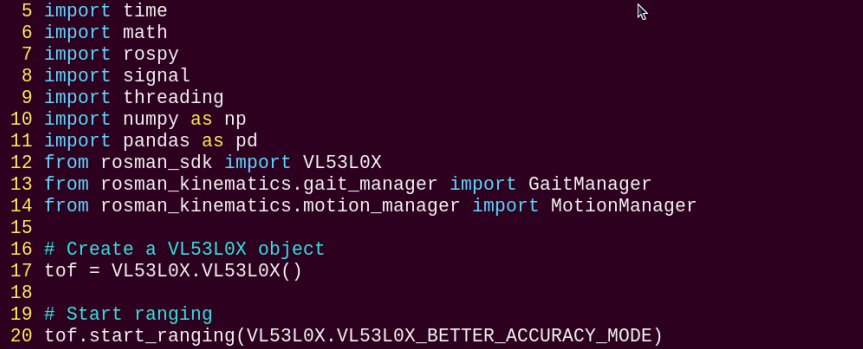 5 import time
6 import math
7 import rospy
8 import signal
9 import threading
10 import numpy as np
11 import pandas as pd
12 from rosman_sdk import VL53L0X
13 from rosman_kinematics.gait_manager import GaitManager
14 from rosman_kinematics.motion_manager import MotionManager
15
16 # Create a VL53L0X object
17 tof = VL53L0X.VL53L0X()
18
19 # Start ranging
20 tof.start_ranging(VL53L0X.VL53L0X_BETTER_ACCURACY_MODE)